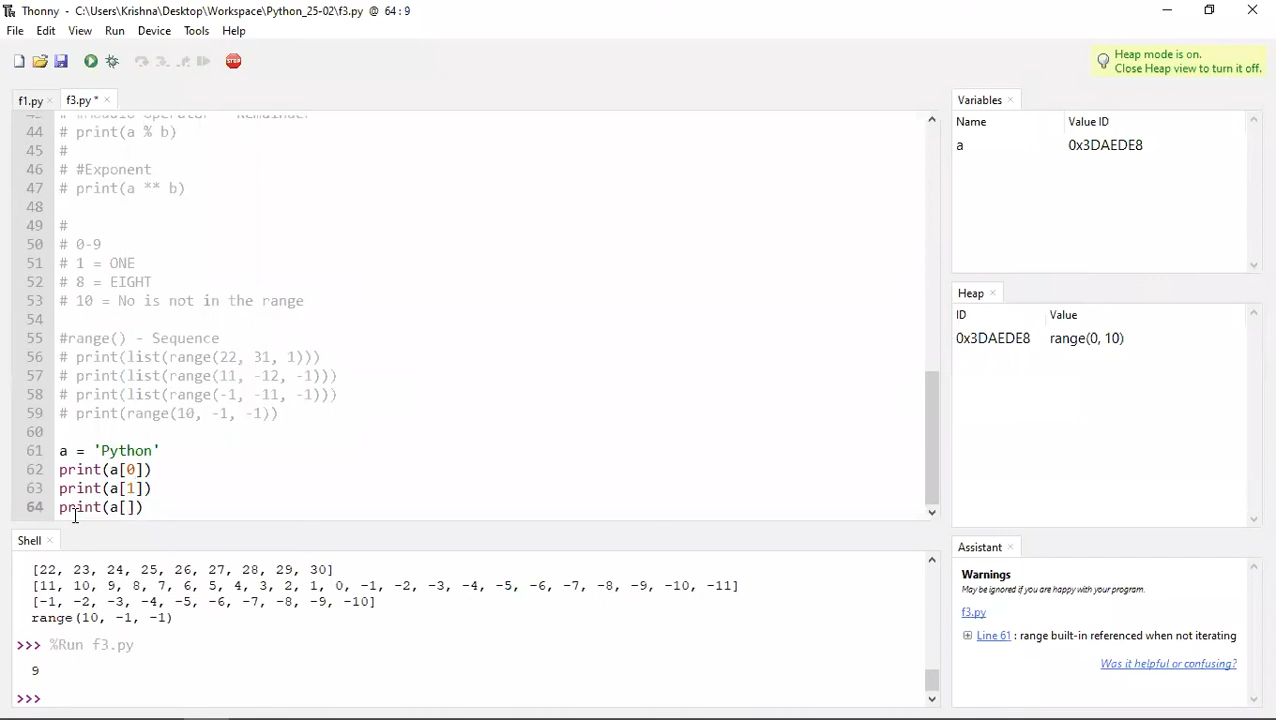 Thonny - C:\Users\Krishna\Desktop\Workspace\Python_25-02\f3.py @ 64:9
File Edit View Run Device Tools Help
STOP
Heap mode is on.
Close Heap view to turn it off.
f1.py
f3.py *
44 # print(a % b)
45 #
46 # #Exponent
47 # print(a ** b)
48
49 #
50 # 0-9
51 # 1 = ONE
52 # 8 = EIGHT
53 # 10 = No is not in the range
54
55 #range() - Sequence
56 # print(list(range(22, 31, 1)))
57 # print(list(range(11, -12, -1)))
58 # print(list(range(-1, -11, -1)))
59 # print(range(10, -1, -1))
60
61 a = 'Python'
62 print(a[0])
63 print(a[1])
64 print(a[])
Shell
[22, 23, 24, 25, 26, 27, 28, 29, 30]
[11, 10, 9, 8, 7, 6, 5, 4, 3, 2, 1, 0, -1, -2, -3, -4, -5, -6, -7, -8, -9, -10, -11]
[-1, -2, -3, -4, -5, -6, -7, -8, -9, -10]
range(10, -1, -1)
>>> %Run f3.py
9
>>>
Variables
Name Value ID
a 0x3DAEDE8
Heap
ID Value
0x3DAEDE8 range(0, 10)
Assistant
Warnings
May be ignored if you are happy with your program.
f3.py
Line 61 : range built-in referenced when not iterating
Was it helpful or confusing?